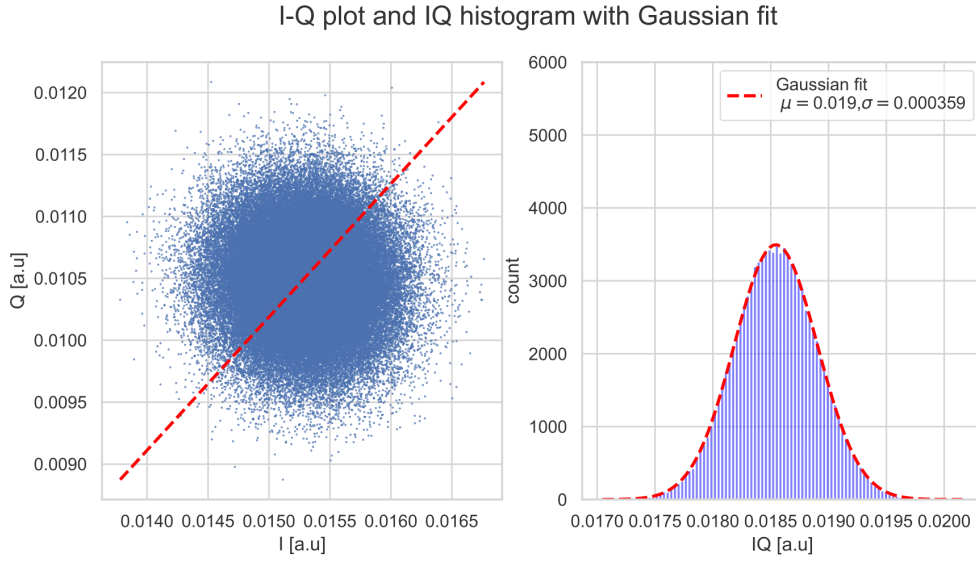 I-Q plot and IQ histogram with Gaussian fit
0.0120
0.0115
0.0110
0.0105
0.0100
0.0095
0.0090
Q [a.u]
0.0140 0.0145 0.0150 0.0155 0.0160 0.0165
I [a.u]
6000
5000
4000
3000
2000
1000
0
count
Gaussian fit
μ = 0.019,σ = 0.000359
0.0170 0.0175 0.0180 0.0185 0.0190 0.0195 0.0200
IQ [a.u]